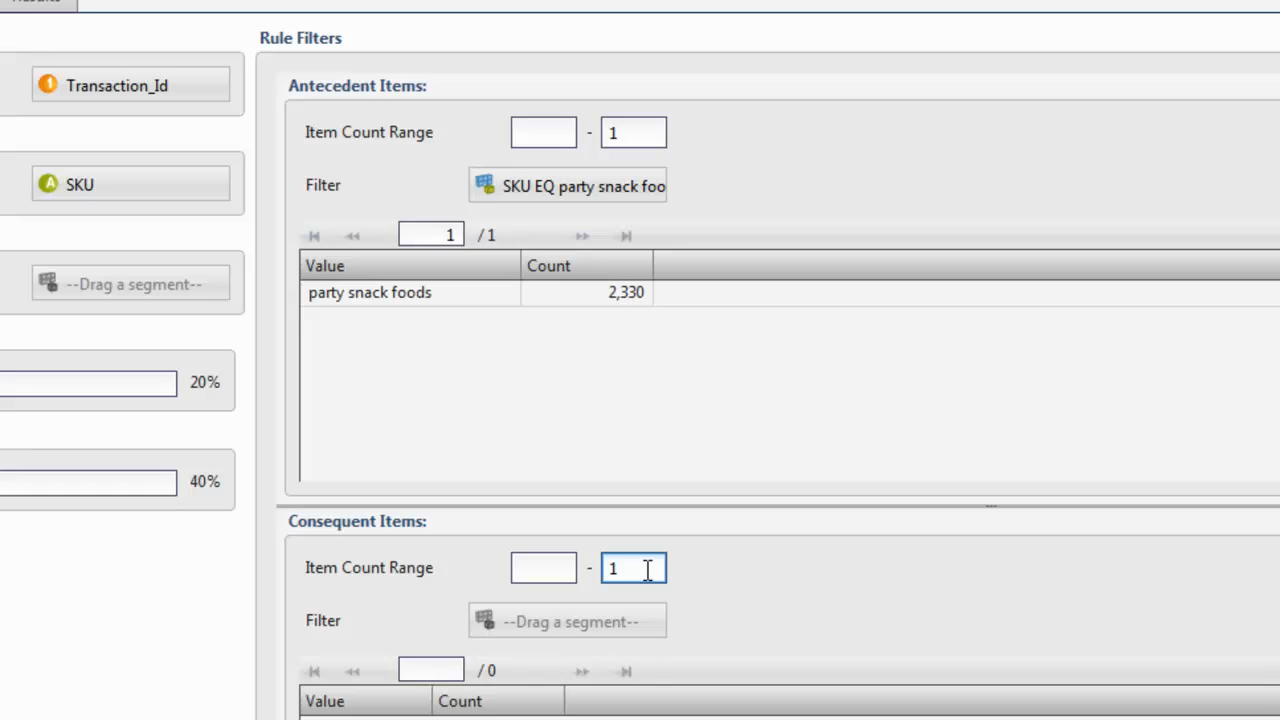 Results
Rule Filters
Transaction_Id
SKU
--Drag a segment--
20%
40%
Antecedent Items:
Item Count Range - 1
Filter SKU EQ party snack foo
1 / 1
Value Count
party snack foods 2,330
Consequent Items:
Item Count Range - 1
Filter --Drag a segment--
/ 0
Value Count